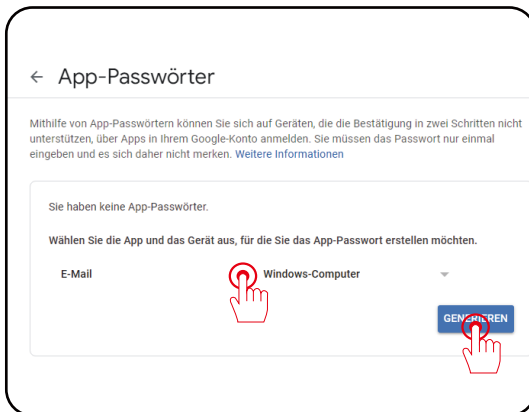 ← App-Passwörter
Mithilfe von App-Passwörtern können Sie sich auf Geräten, die die Bestätigung in zwei Schritten nicht
unterstützen, über Apps in Ihrem Google-Konto anmelden. Sie müssen das Passwort nur einmal
eingeben und es sich daher nicht merken. Weitere Informationen
Sie haben keine App-Passwörter.
Wählen Sie die App und das Gerät aus, für die Sie das App-Passwort erstellen möchten.
E-Mail Windows-Computer
GENERIEREN